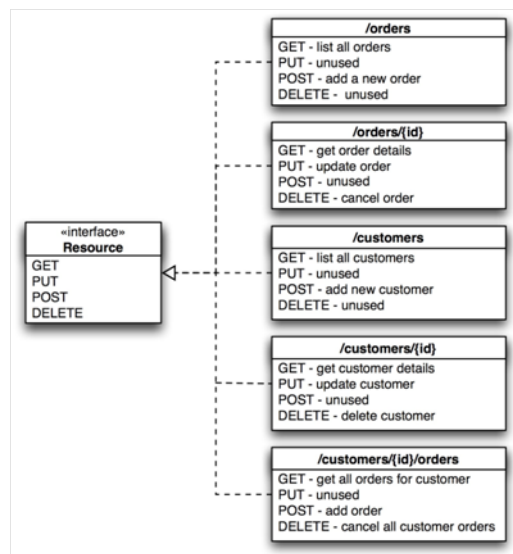 /orders
GET - list all orders
PUT - unused
POST - add a new order
DELETE - unused
/orders/{id}
GET - get order details
PUT - update order
POST - unused
DELETE - cancel order
«interface»
Resource
GET
PUT
POST
DELETE
/customers
GET - list all customers
PUT - unused
POST - add new customer
DELETE - unused
/customers/{id}
GET - get customer details
PUT - update customer
POST - unused
DELETE - delete customer
/customers/{id}/orders
GET - get all orders for customer
PUT - unused
POST - add order
DELETE - cancel all customer orders